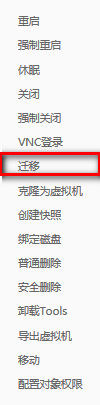 重启
强制重启
休眠
关闭
强制关闭
VNC登录
迁移
克隆为虚拟机
创建快照
绑定磁盘
普通删除
安全删除
卸载Tools
导出虚拟机
移动
配置对象权限